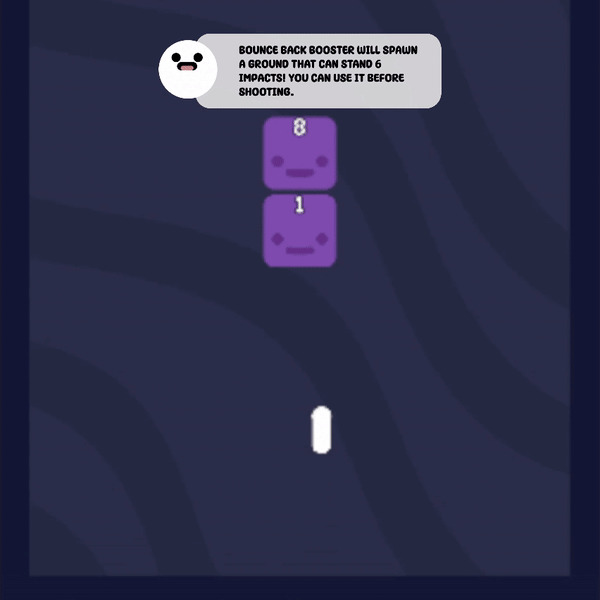 BOUNCE BACK BOOSTER WILL SPAWN
A GROUND THAT CAN STAND 6
IMPACTS! YOU CAN USE IT BEFORE
SHOOTING.
8
1